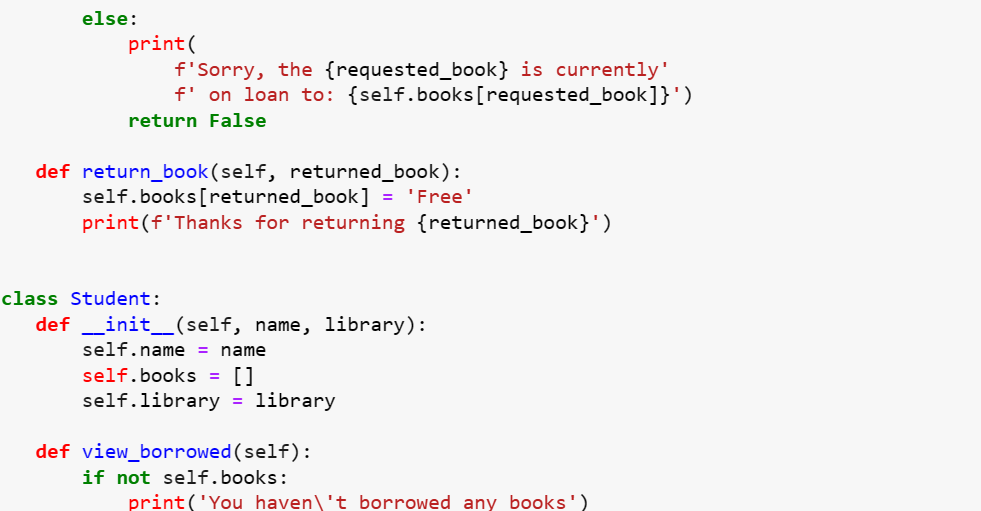 else:
print(
f'Sorry, the {requested_book} is currently'
f' on loan to: {self.books[requested_book]}')
return False
def return_book(self, returned_book):
self.books[returned_book] = 'Free'
print(f'Thanks for returning {returned_book}')
class Student:
def __init__(self, name, library):
self.name = name
self.books = []
self.library = library
def view_borrowed(self):
if not self.books:
print('You haven\'t borrowed any books')